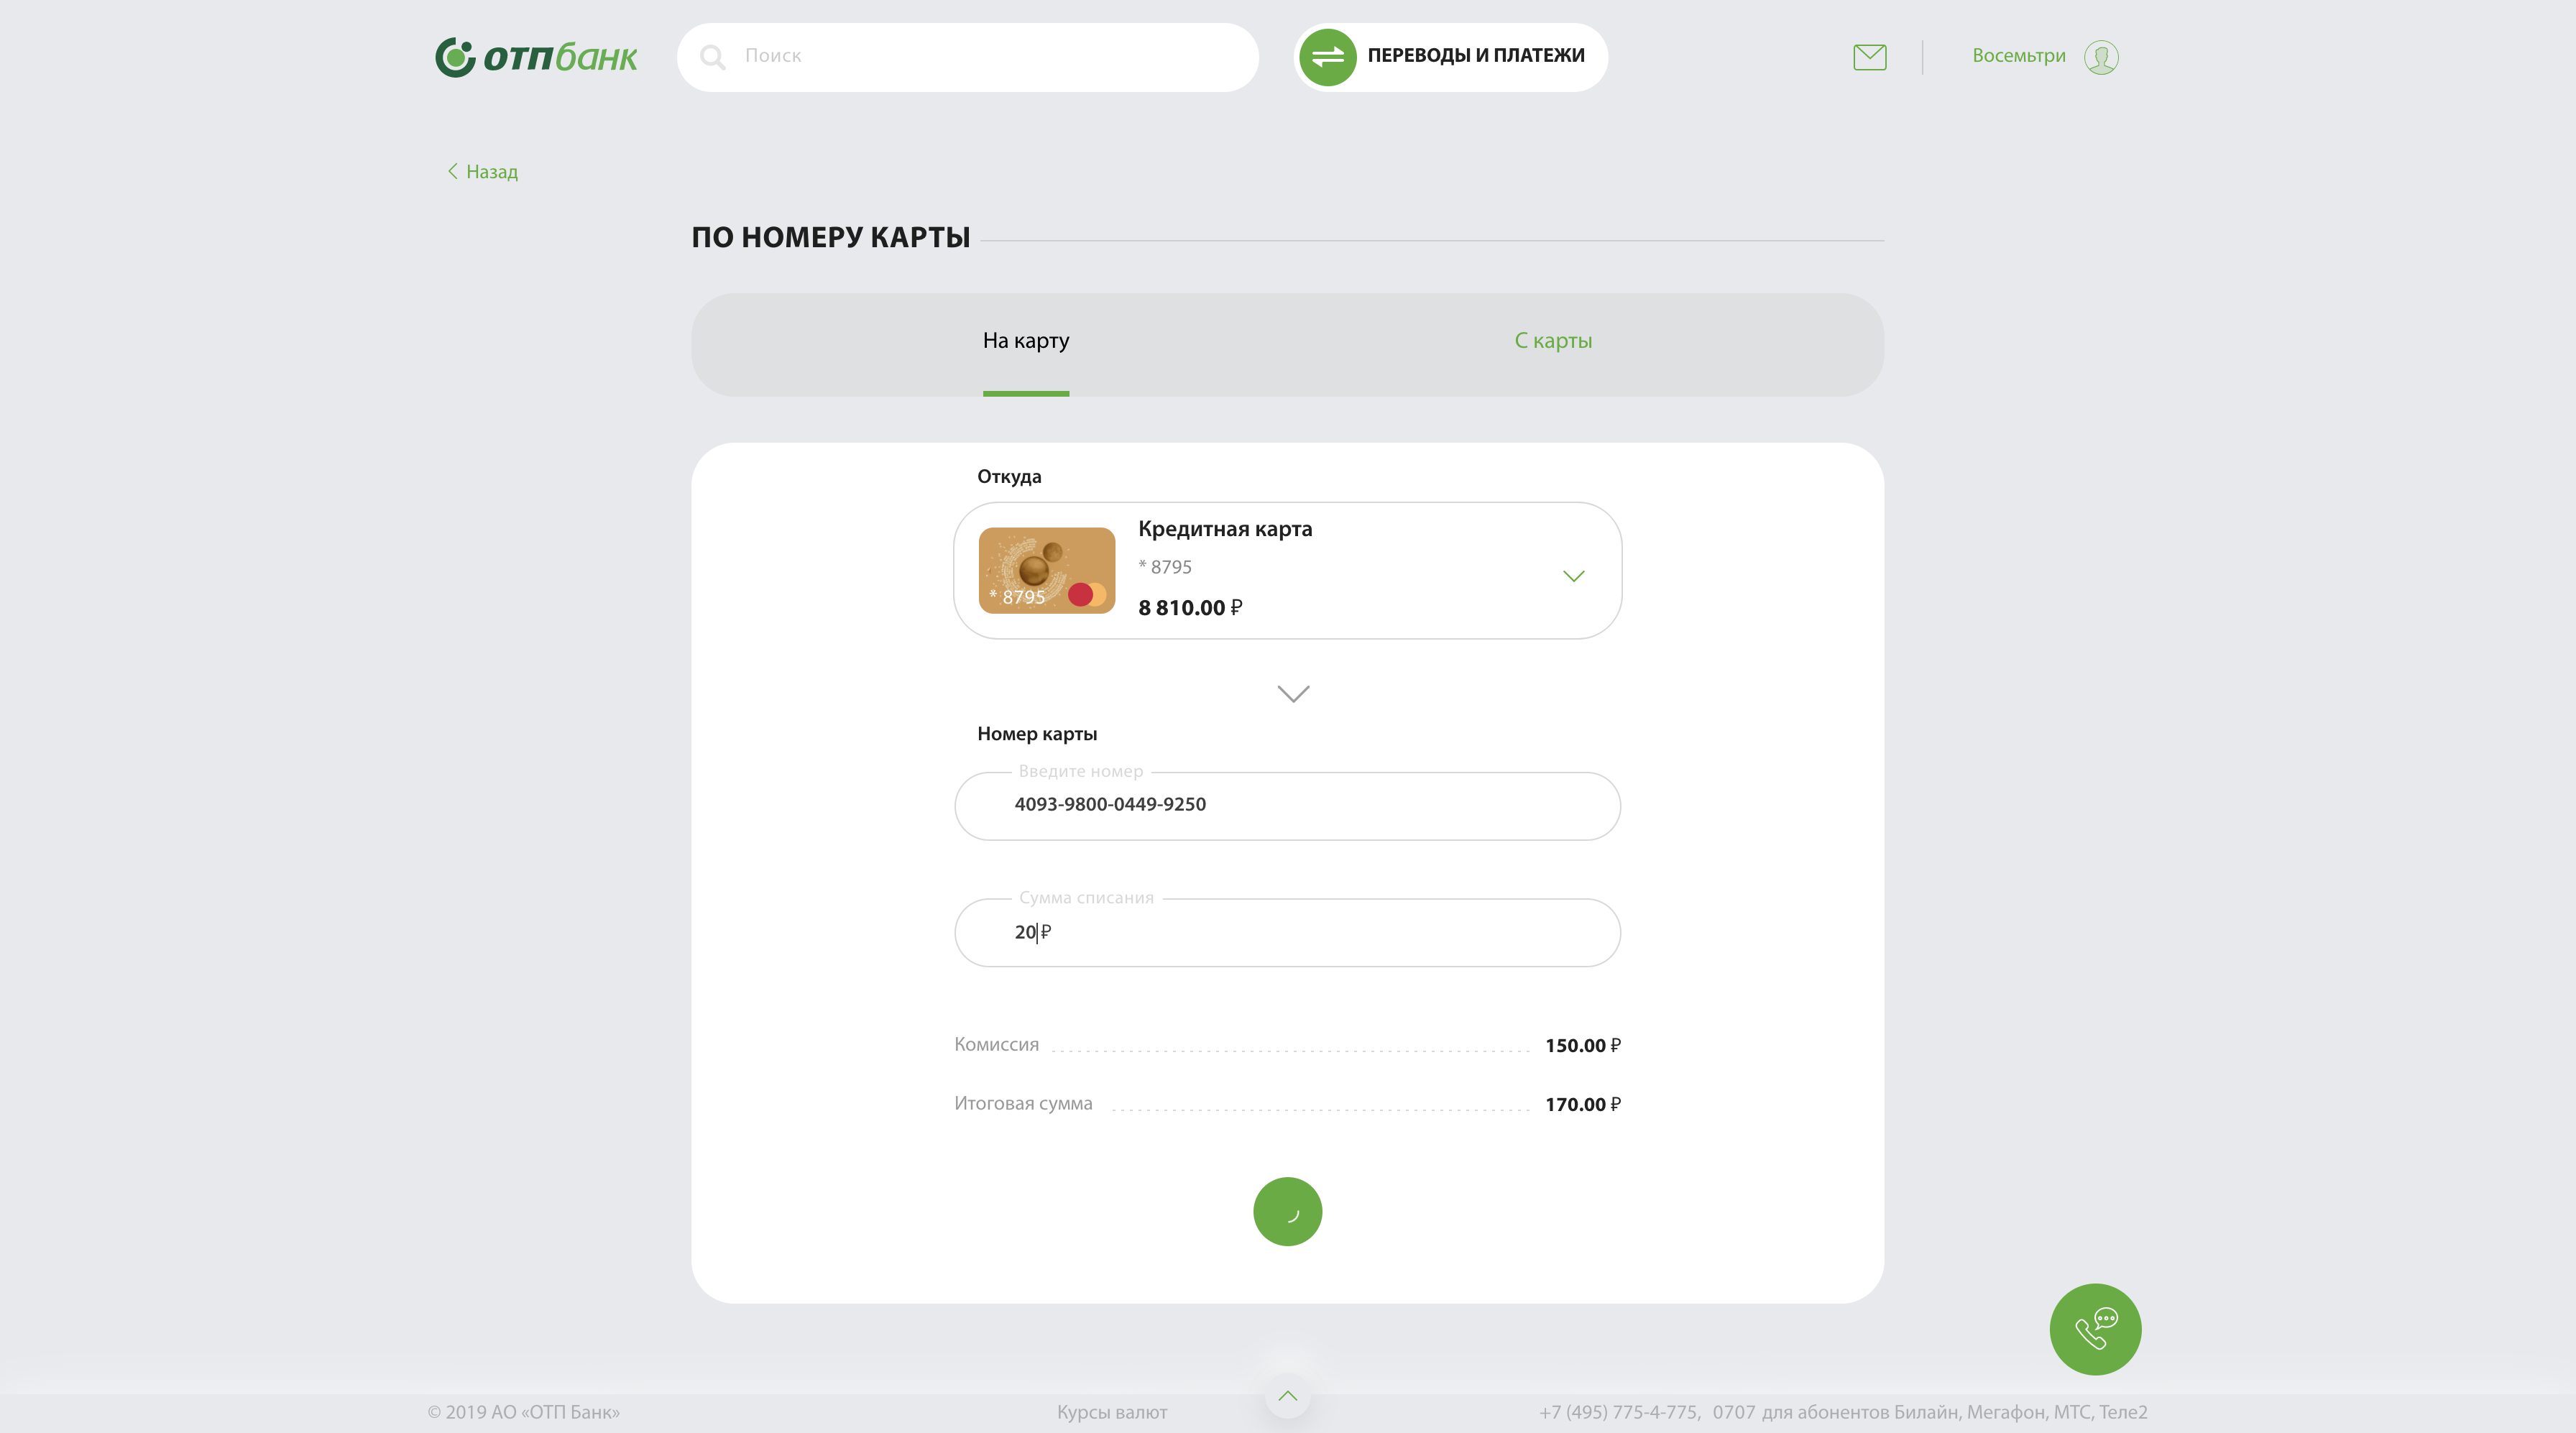 отпбанк
Поиск
ПЕРЕВОДЫ И ПЛАТЕЖИ
Восемьтри
Назад
ПО НОМЕРУ КАРТЫ
На карту
С карты
Откуда
Кредитная карта
* 8795
* 8795
8 810.00 ₽
Номер карты
Введите номер
4093-9800-0449-9250
Сумма списания
20 ₽
Комиссия 150.00 ₽
Итоговая сумма 170.00 ₽
© 2019 АО «ОТП Банк»
Курсы валют
+7 (495) 775-4-775, 0707 для абонентов Билайн, Мегафон, МТС, Теле2